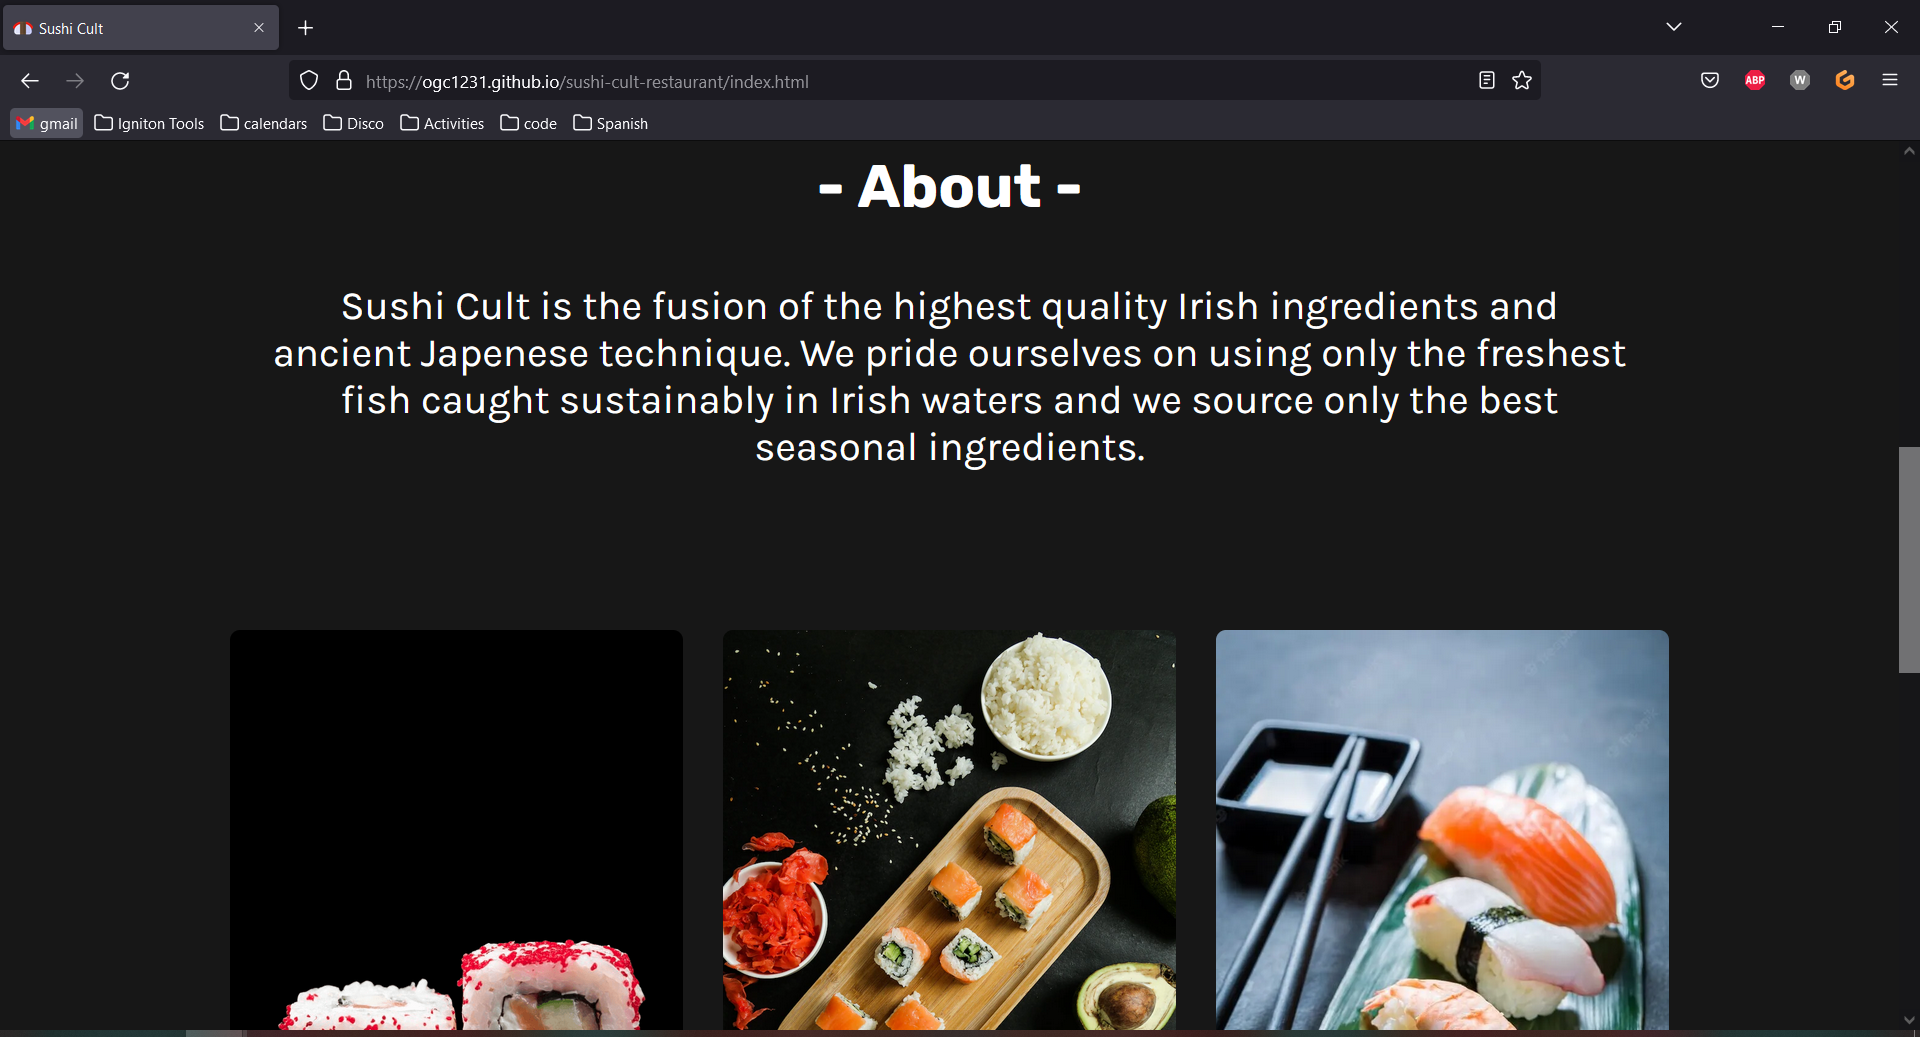 Sushi Cult
https://ogc1231.github.io/sushi-cult-restaurant/index.html
ABP
W
gmail
Igniton Tools
calendars
Disco
Activities
code
Spanish
- About -
Sushi Cult is the fusion of the highest quality Irish ingredients and
ancient Japenese technique. We pride ourselves on using only the freshest
fish caught sustainably in Irish waters and we source only the best
seasonal ingredients.